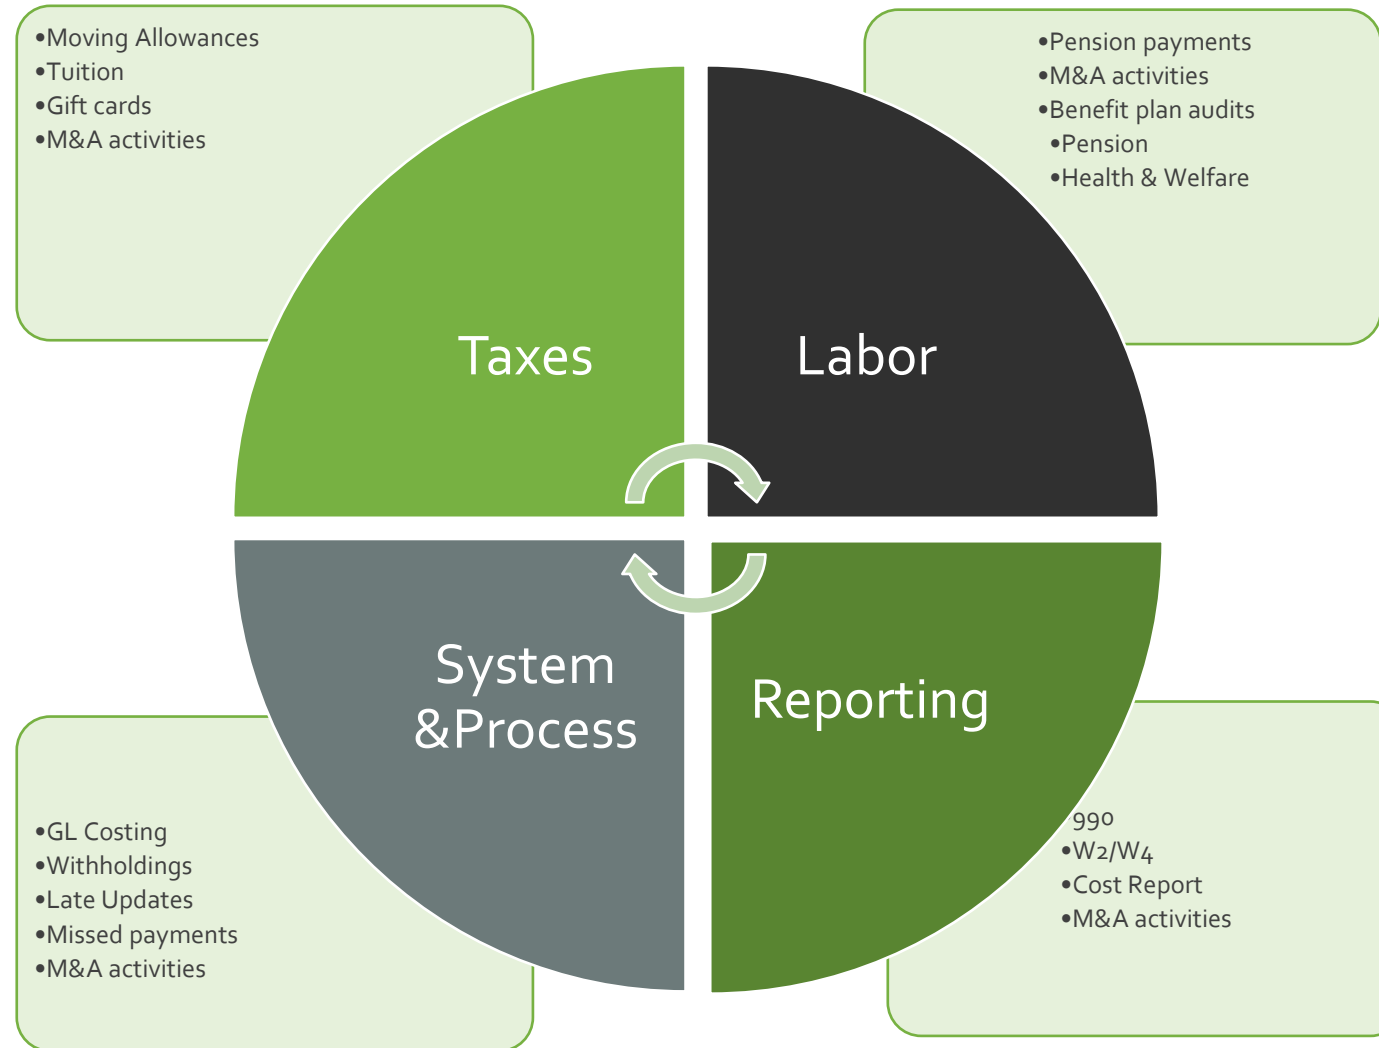 •Moving Allowances
•Tuition
•Gift cards
•M&A activities
•Pension payments
•M&A activities
•Benefit plan audits
•Pension
•Health & Welfare
Taxes
Labor
System
&Process
Reporting
•GL Costing
•Withholdings
•Late Updates
•Missed payments
•M&A activities
990
•W2/W4
•Cost Report
•M&A activities